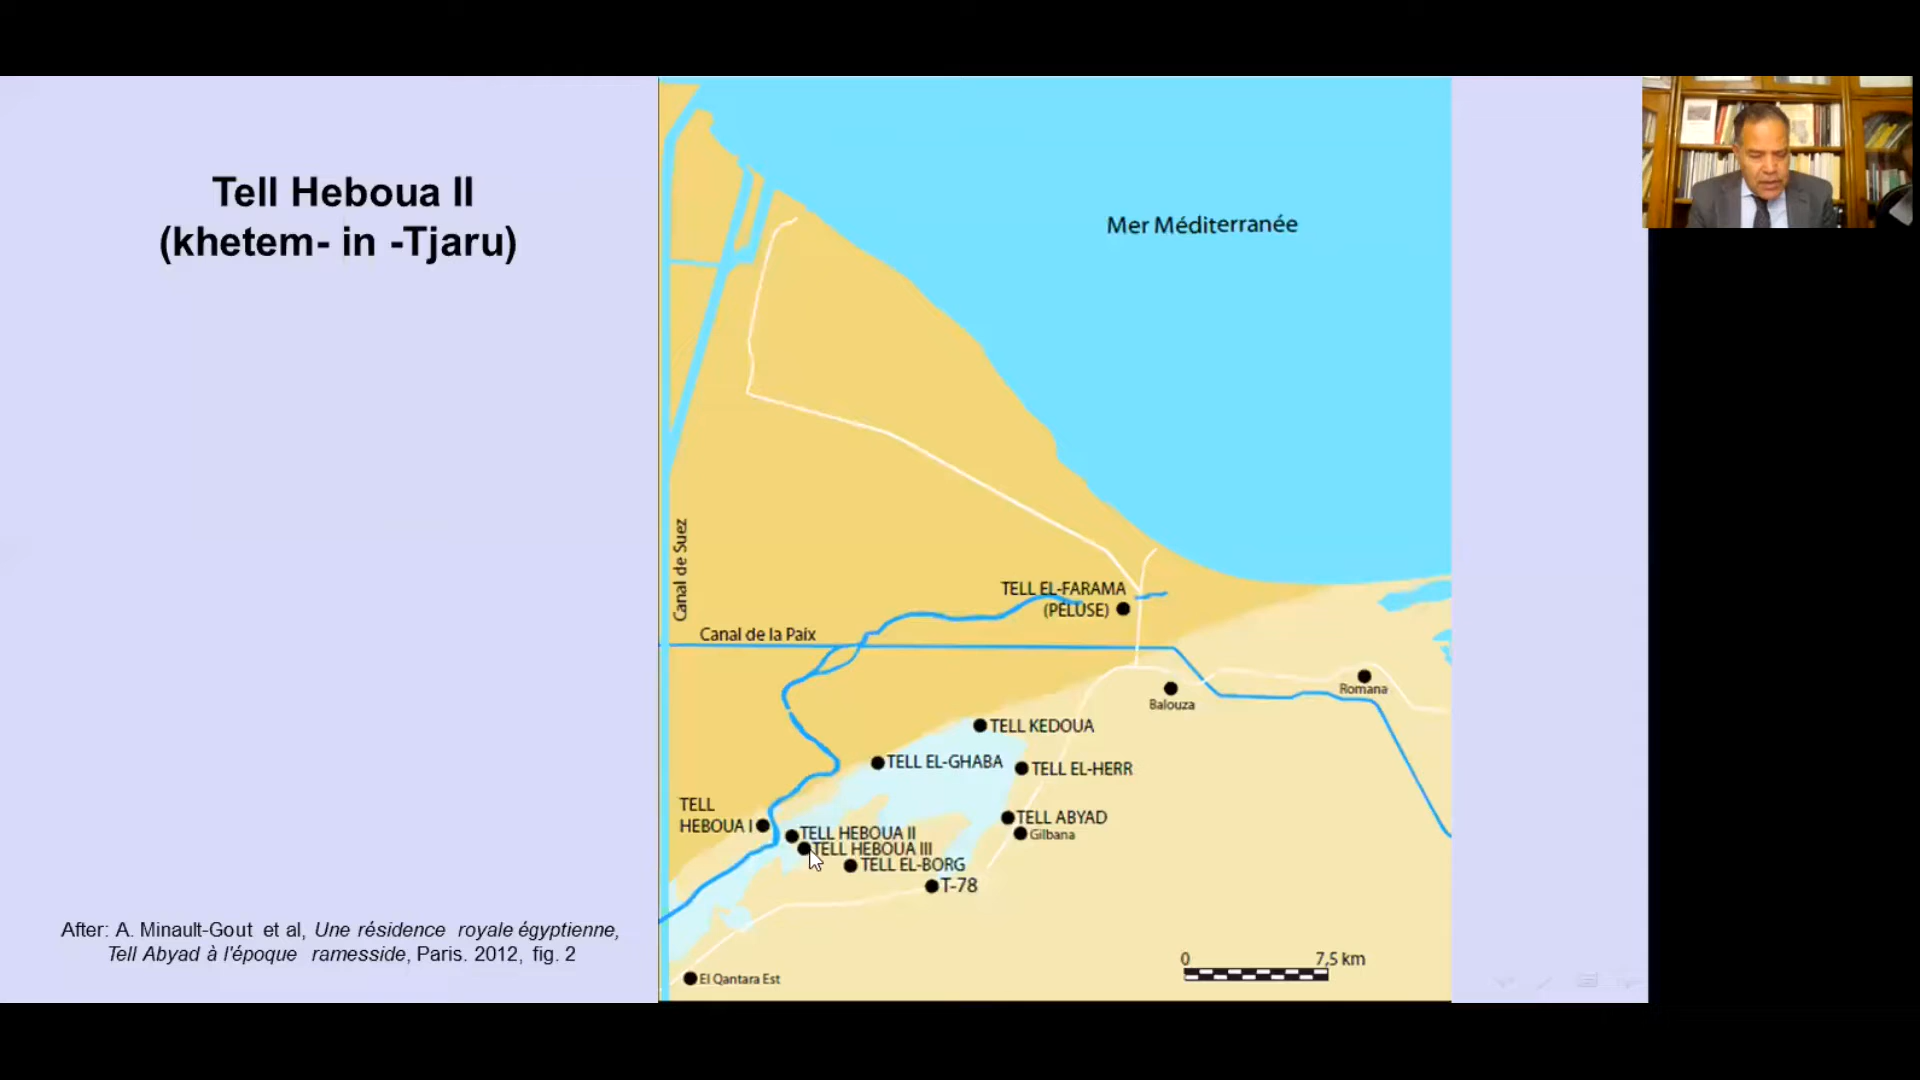 Tell Heboua II
(khetem- in -Tjaru)
After: A. Minault-Gout et al, Une résidence royale égyptienne,
Tell Abyad à l'époque ramesside, Paris. 2012, fig. 2
Mer Méditerranée
Canal de Suez
TELL EL-FARAMA
(PÉLUSE)
Canal de la Paix
Romana
Balouza
TELL KEDOUA
TELL EL-GHABA
TELL EL-HERR
TELL
HEBOUA I
TELL ABYAD
TELL HEBOUA II
Gilbana
TELL HEBOUA III
TELL EL-BORG
T-78
0 7,5 km
El Qantara Est